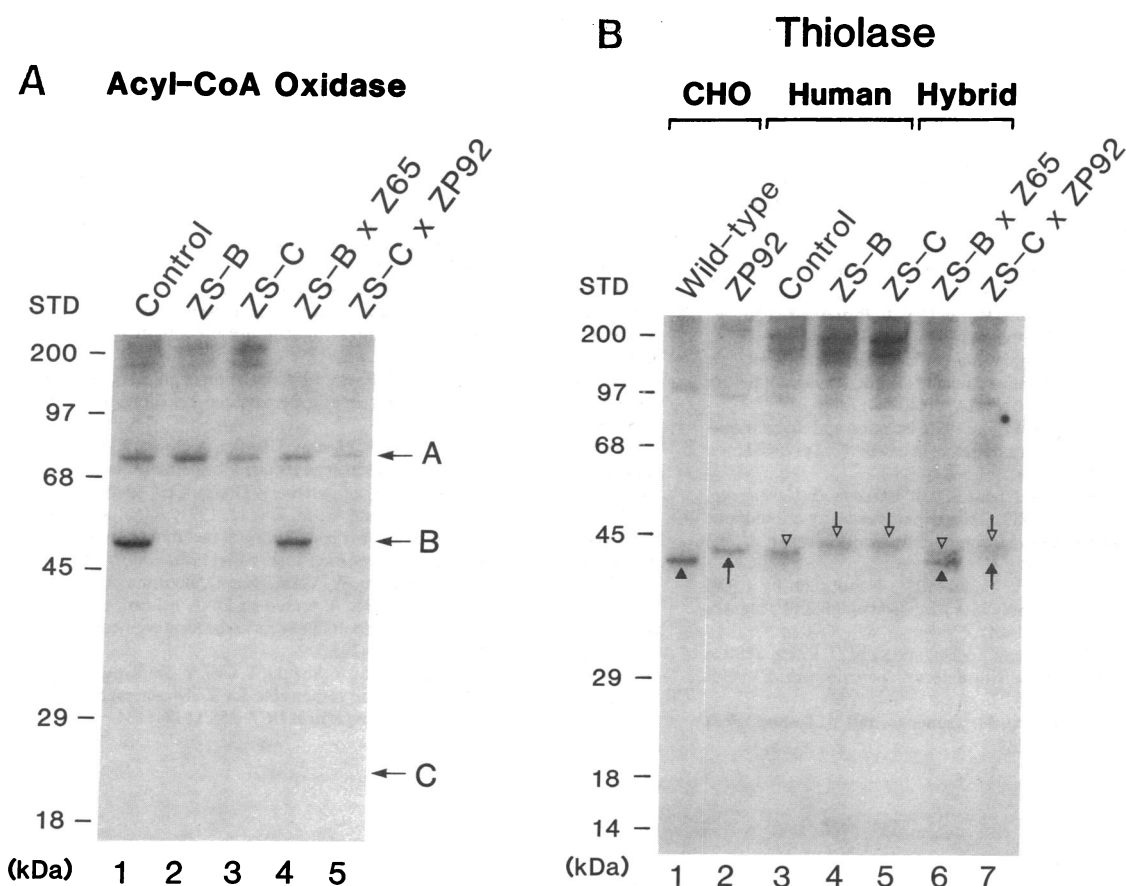 A Acyl-CoA Oxidase
Control
ZS-B
ZS-C
ZS-B x Z65
ZS-C x ZP92
STD
200
97
68
45
29
18
(kDa)
A
B
C
1 2 3 4 5
B Thiolase
CHO Human Hybrid
Wild-type
ZP92
Control
ZS-B
ZS-C
ZS-B x Z65
ZS-C x ZP92
STD
200
97
68
45
29
18
14
(kDa)
1 2 3 4 5 6 7